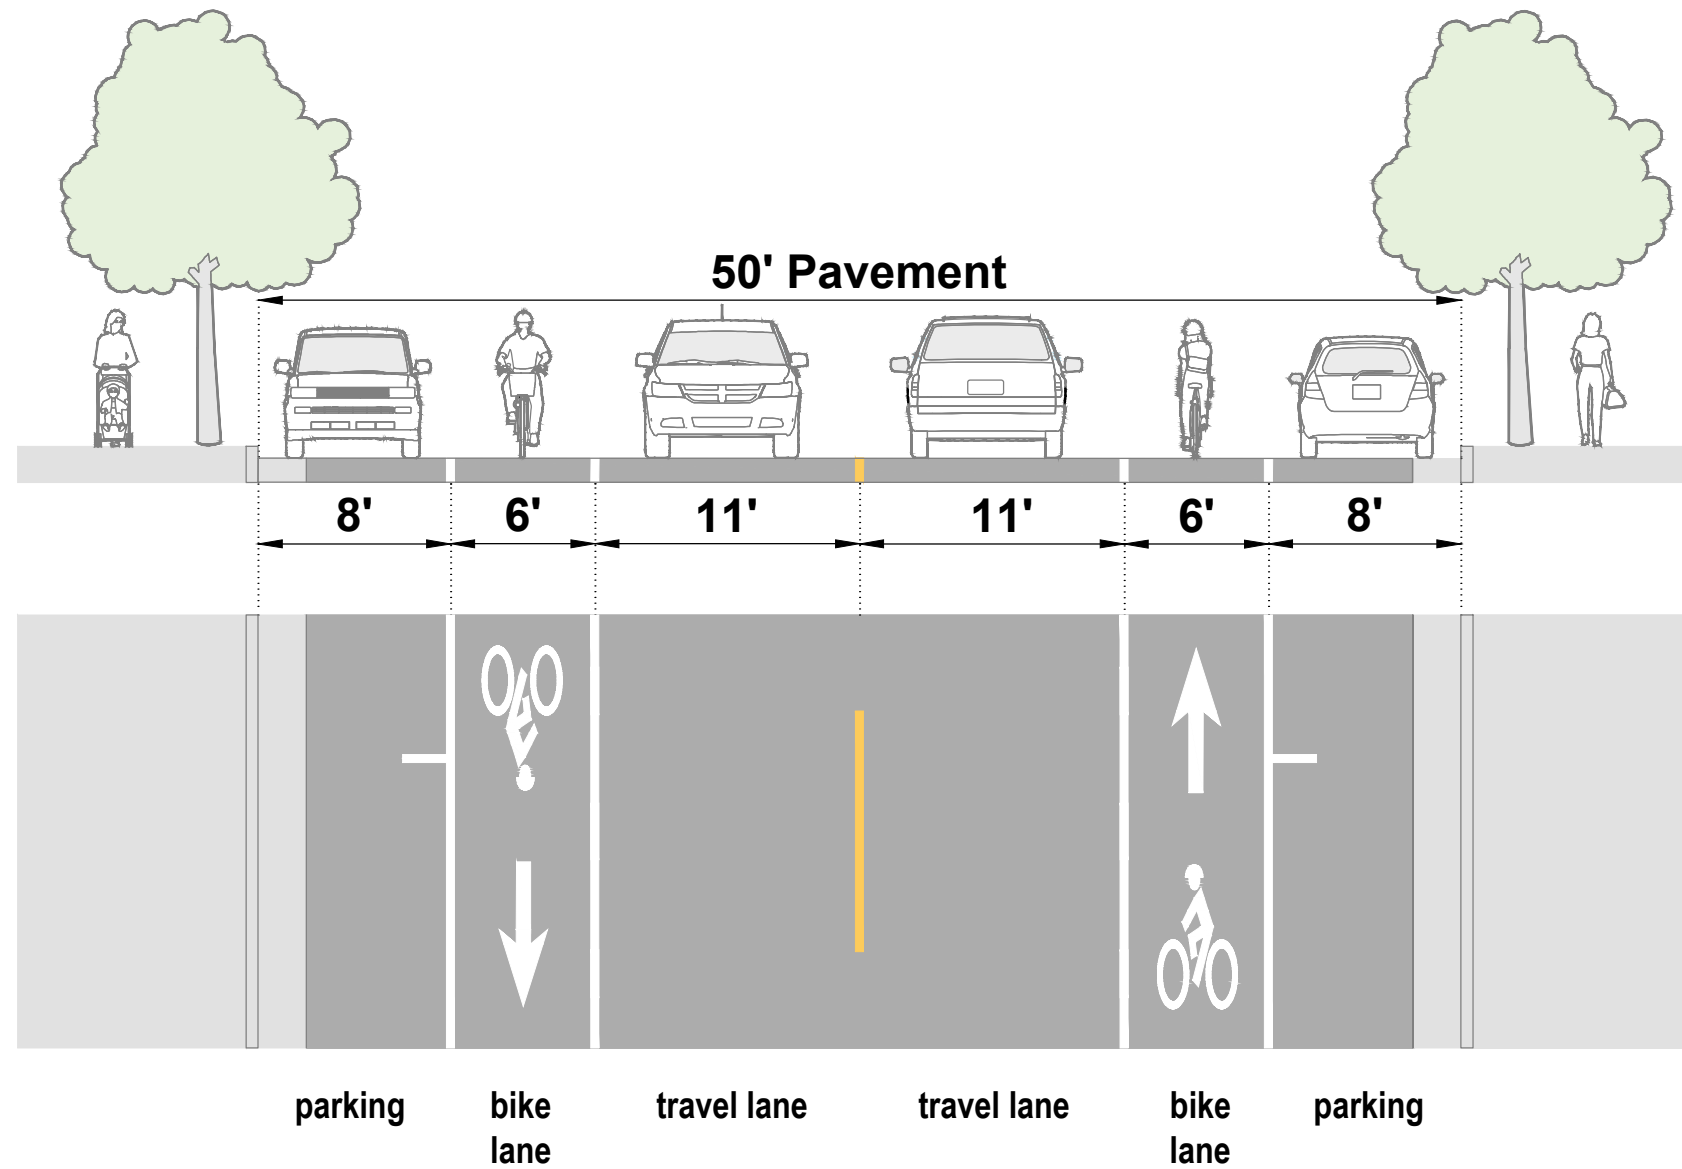 50' Pavement
8' 6' 11' 11' 6' 8'
parking bike travel lane travel lane bike parking
lane lane